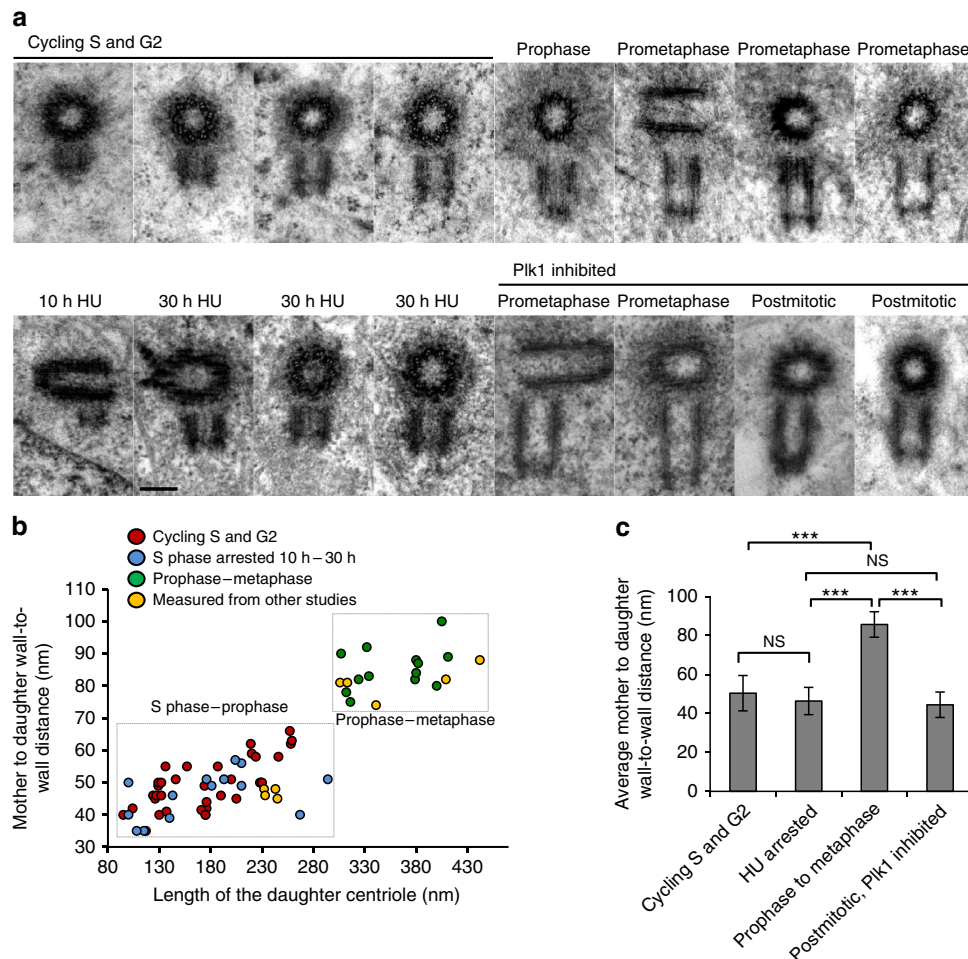 a
Cycling S and G2
Prophase Prometaphase Prometaphase Prometaphase
Plk1 inhibited
10 h HU 30 h HU 30 h HU 30 h HU Prometaphase Prometaphase Postmitotic Postmitotic
b
Cycling S and G2
S phase arrested 10 h – 30 h
Prophase – metaphase
Measured from other studies
Mother to daughter wall-to-
wall distance (nm)
110
100
90
80
70
60
50
40
30
S phase – prophase
Prophase – metaphase
80 130 180 230 280 330 380 430
Length of the daughter centriole (nm)
c
***
NS
*** ***
NS
Average mother to daughter
wall-to-wall distance (nm)
100
80
60
40
20
0
Cycling S and G2
HU arrested
Prophase to metaphase
Postmitotic, Plk1 inhibited